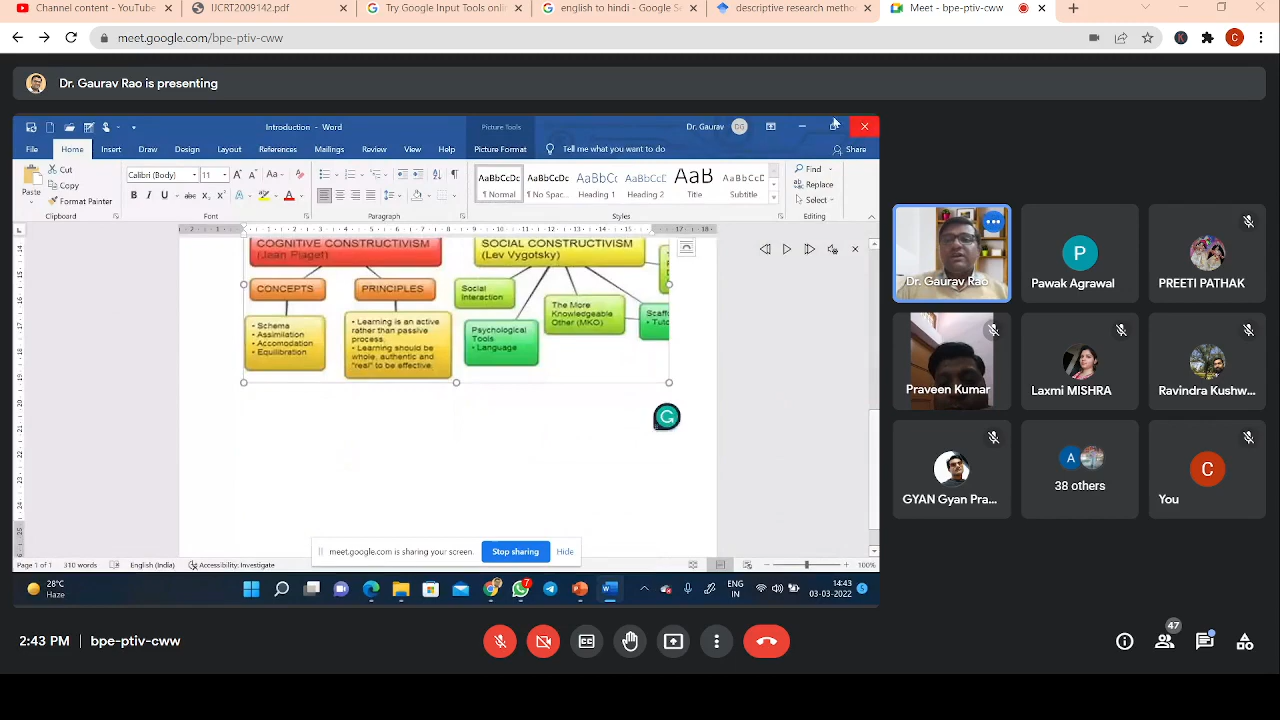 Channel content - YouTube
IJCRT2009142.pdf
Try Google Input Tools onli
english to hindi - Google Se
descriptive research metho
Meet - bpe-ptiv-cww
meet.google.com/bpe-ptiv-cww
C
Dr. Gaurav Rao is presenting
Introduction - Word
Picture Tools
Dr. Gaurav
DG
File
Home
Insert
Draw
Design
Layout
References
Mailings
Review
View
Help
Picture Format
Tell me what you want to do
Share
Paste
Cut
Copy
Format Painter
Clipboard
Calibri (Body)
11
Font
Paragraph
AaBbCcDc
¶ Normal
AaBbCcDc
¶ No Spac...
AaBbCc
Heading 1
AaBbCcC
Heading 2
AaB
Title
AaBbCcC
Subtitle
Styles
Find
Replace
Select
Editing
COGNITIVE CONSTRUCTIVISM
(Jean Piaget)
SOCIAL CONSTRUCTIVISM
(Lev Vygotsky)
CONCEPTS
PRINCIPLES
Social
Interaction
The More
Knowledgeable
Other (MKO)
Scaff
• Tuto
• Schema
• Assimilation
• Accomodation
• Equilibration
• Learning is an active
rather than passive
process.
• Learning should be
whole, authentic and
"real" to be effective.
Psychological
Tools
• Language
meet.google.com is sharing your screen.
Stop sharing
Hide
Page 1 of 1
310 words
English (India)
Accessibility: Investigate
100%
28°C
Haze
7
ENG
IN
14:43
03-03-2022
Dr. Gaurav Rao
P
Pawak Agrawal
PREETI PATHAK
Praveen Kumar
Laxmi MISHRA
Ravindra Kushw...
GYAN Gyan Pra...
A
38 others
C
You
2:43 PM
bpe-ptiv-cww
47